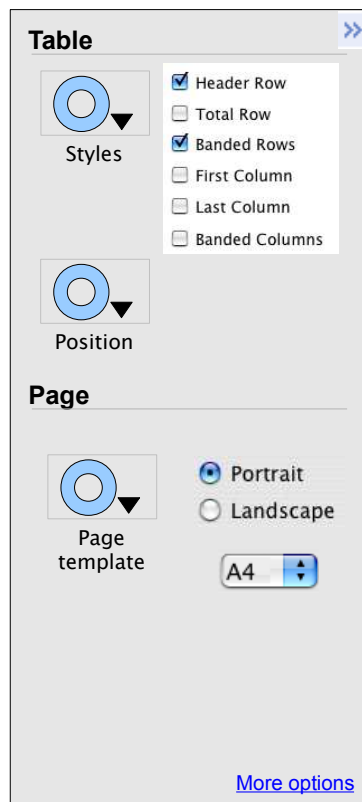 Table
Styles
Header Row
Total Row
Banded Rows
First Column
Last Column
Banded Columns
Position
Page
Page
template
Portrait
Landscape
A4
More options